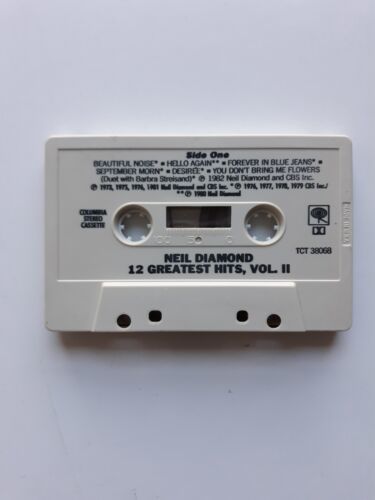 Side One
BEAUTIFUL NOISE* • HELLO AGAIN** • FOREVER IN BLUE JEANS* •
SEPTEMBER MORN* • DESIRÉE* • YOU DON'T BRING ME FLOWERS
(Duet with Barbra Streisand)* ℗ 1982 Neil Diamond and CBS Inc.
℗ 1973, 1975, 1976, 1981 Neil Diamond and CBS Inc. *℗ 1976, 1977, 1978, 1979 CBS Inc./
**℗ 1980 Neil Diamond
COLUMBIA
STEREO
CASSETTE
TCT 38068
NEIL DIAMOND
12 GREATEST HITS, VOL. II